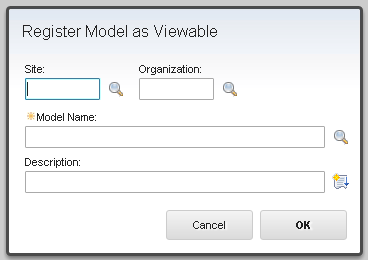 Register Model as Viewable
Site: Organization:
Model Name:
Description:
Cancel OK